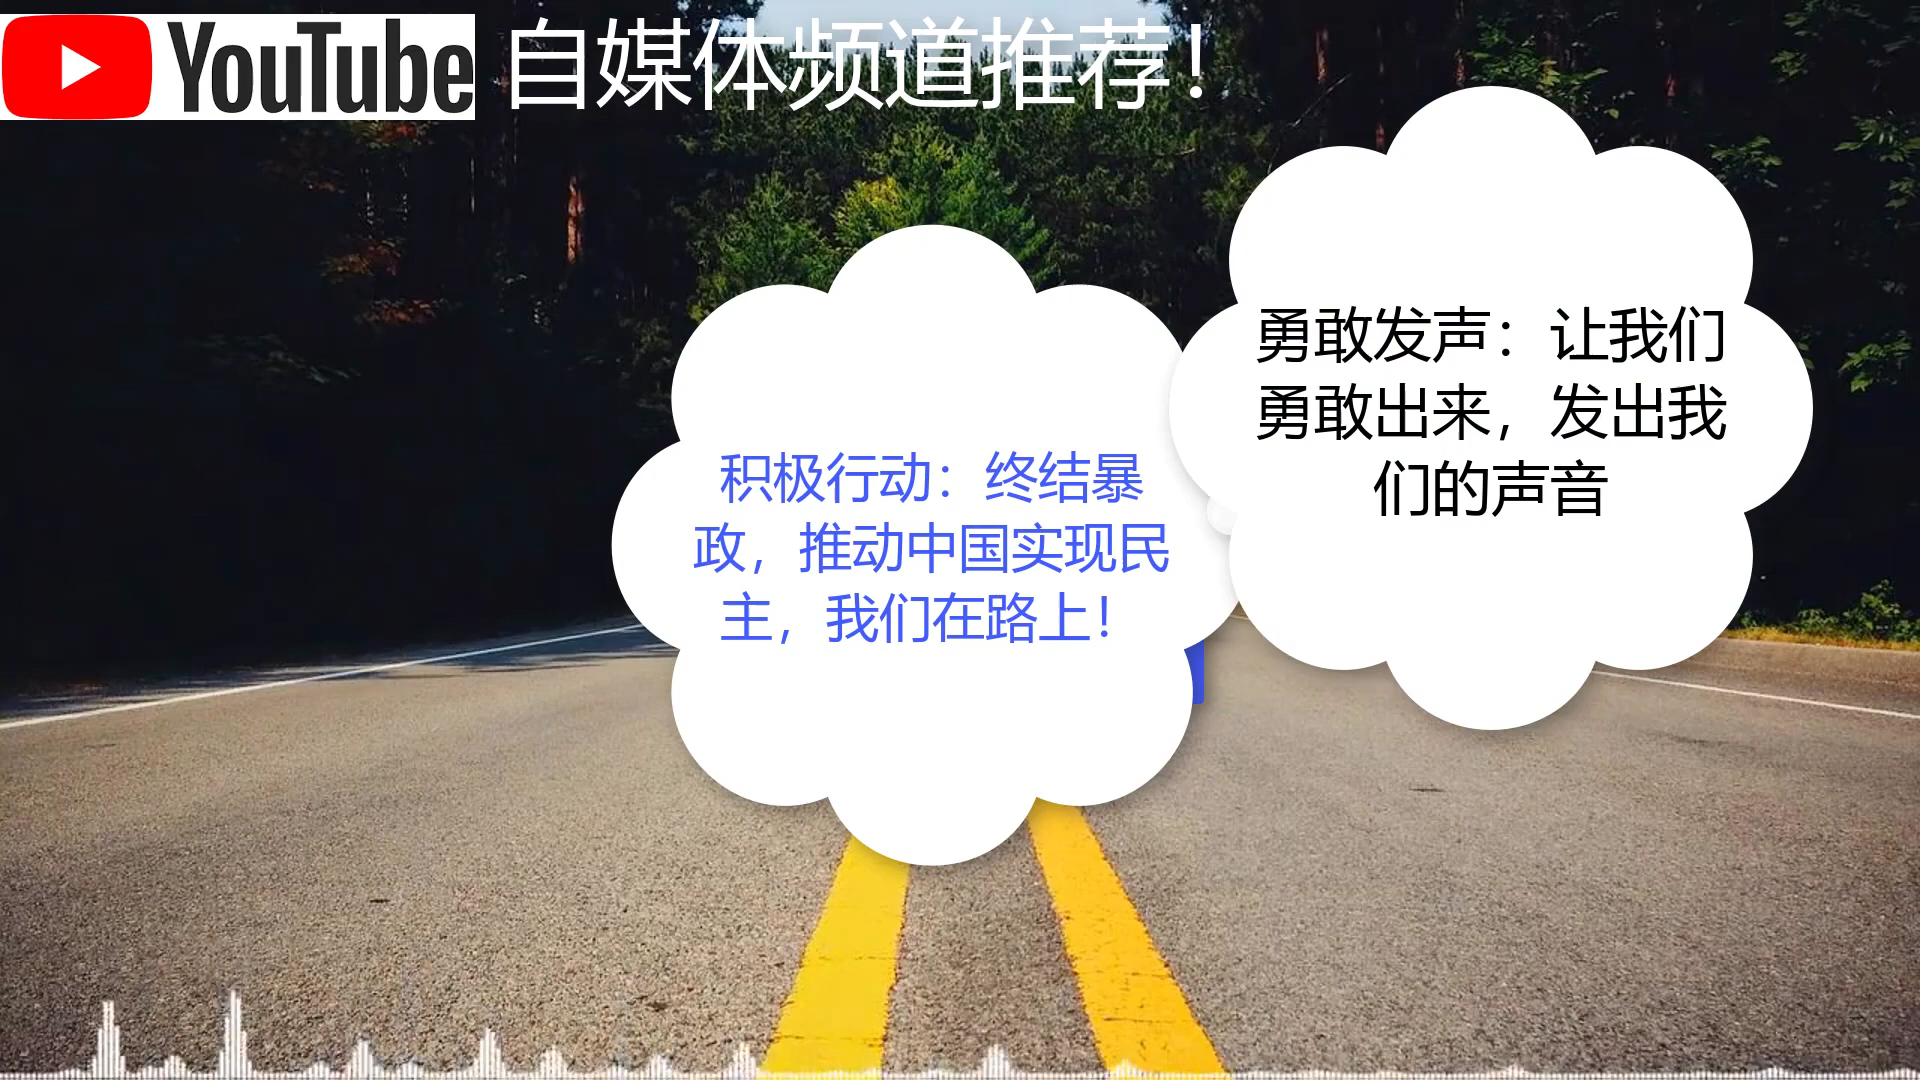 YouTube 自媒体频道推荐！
勇敢发声：让我们
勇敢出来，发出我
们的声音
积极行动：终结暴
政，推动中国实现民
主，我们在路上！